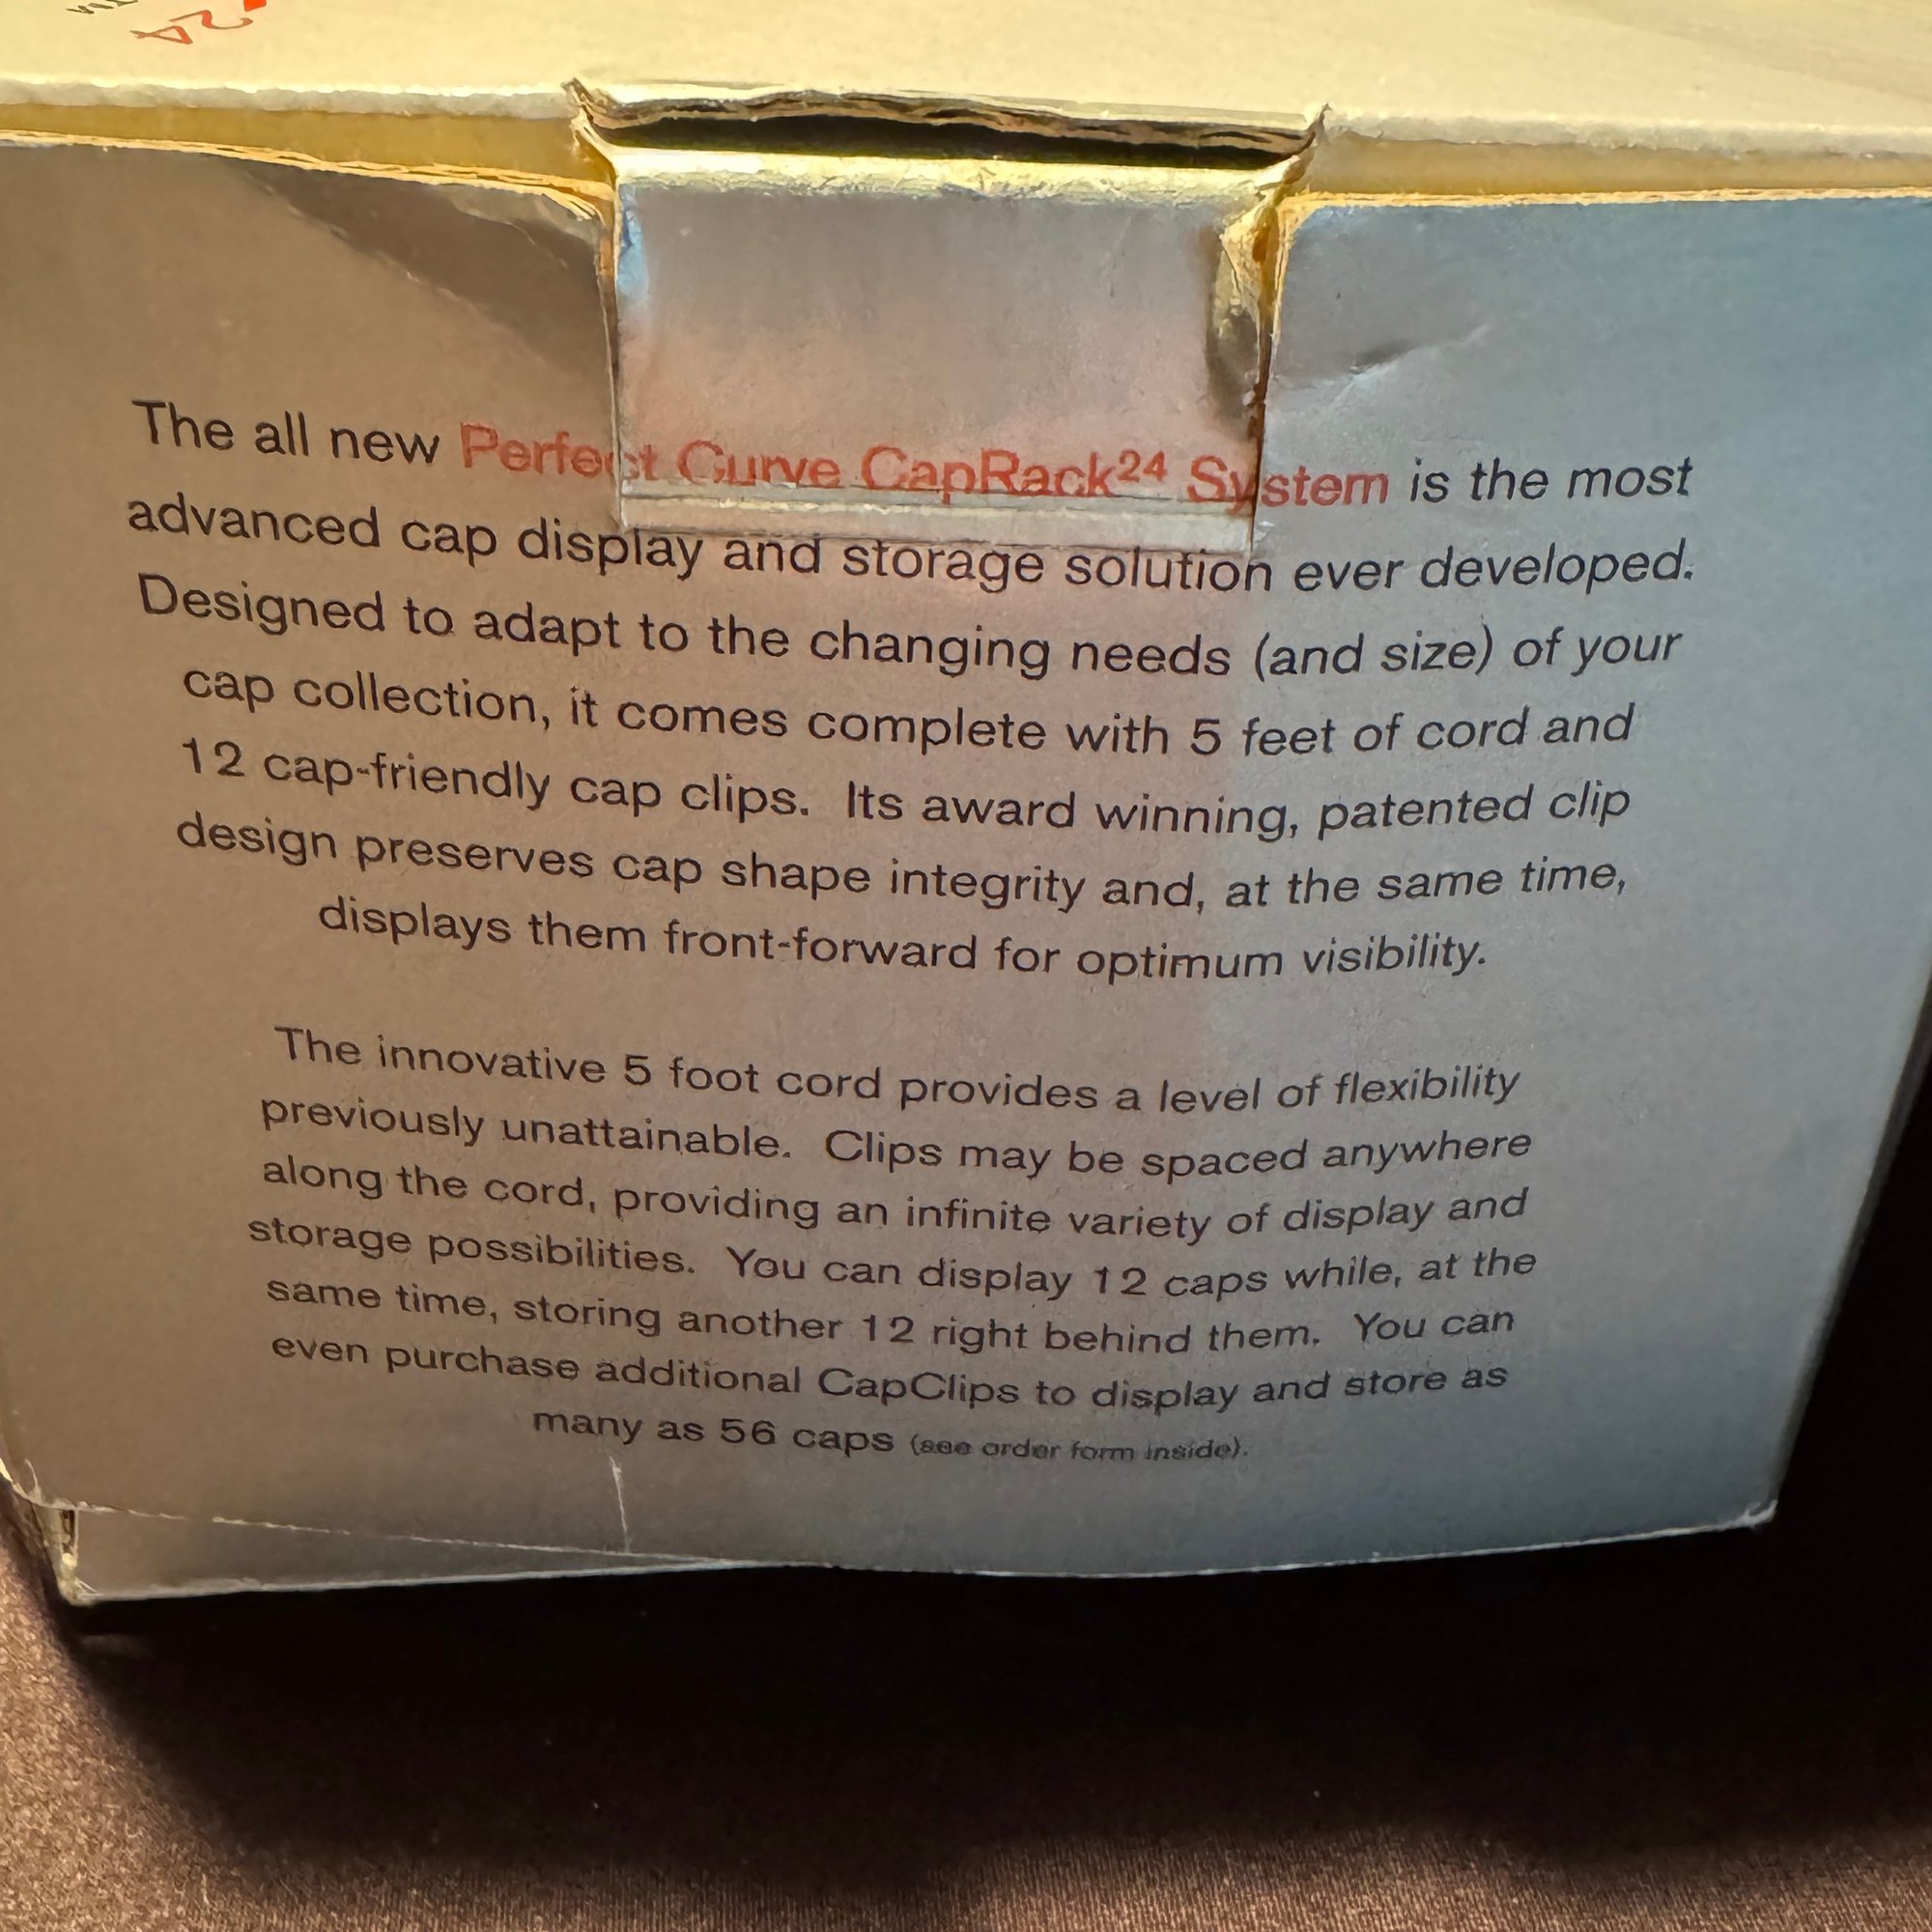 24
The all new Perfect Curve CapRack24 System is the most
advanced cap display and storage solution ever developed.
Designed to adapt to the changing needs (and size) of your
cap collection, it comes complete with 5 feet of cord and
12 cap-friendly cap clips. Its award winning, patented clip
design preserves cap shape integrity and, at the same time,
displays them front-forward for optimum visibility.
The innovative 5 foot cord provides a level of flexibility
previously unattainable. Clips may be spaced anywhere
along the cord, providing an infinite variety of display and
storage possibilities. You can display 12 caps while, at the
same time, storing another 12 right behind them. You can
even purchase additional CapClips to display and store as
many as 56 caps (see order form inside).